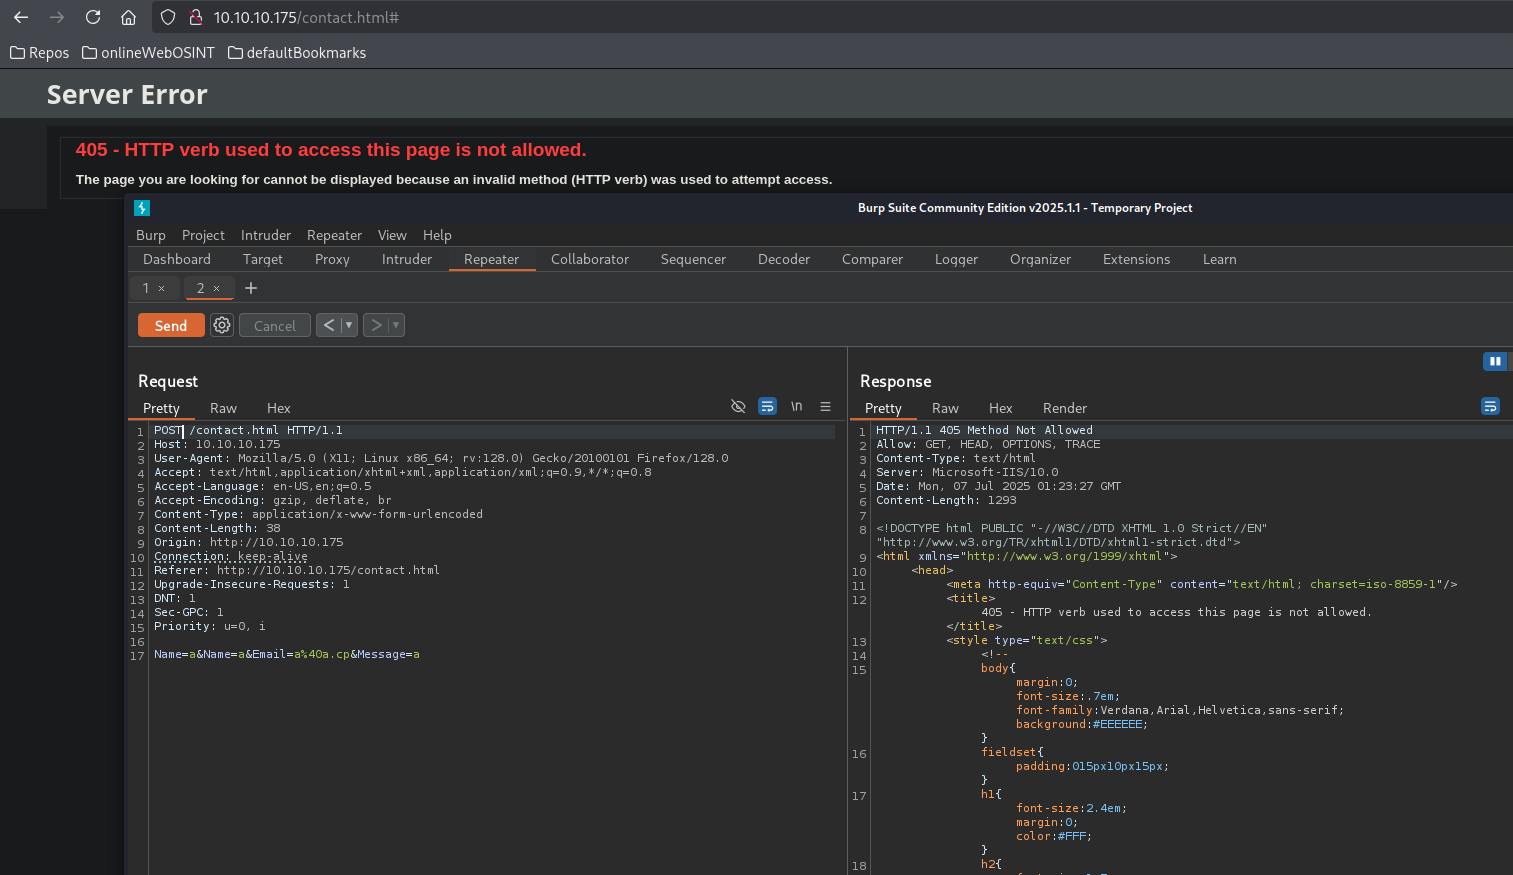 10.10.10.175/contact.html#
Repos onlineWebOSINT defaultBookmarks
Server Error
405 - HTTP verb used to access this page is not allowed.
The page you are looking for cannot be displayed because an invalid method (HTTP verb) was used to attempt access.
Burp Suite Community Edition v2025.1.1 - Temporary Project
Burp Project Intruder Repeater View Help
Dashboard Target Proxy Intruder Repeater Collaborator Sequencer Decoder Comparer Logger Organizer Extensions Learn
1 × 2 × +
Send Cancel < >
Request
Pretty Raw Hex \n
1 POST /contact.html HTTP/1.1
2 Host: 10.10.10.175
3 User-Agent: Mozilla/5.0 (X11; Linux x86_64; rv:128.0) Gecko/20100101 Firefox/128.0
4 Accept: text/html,application/xhtml+xml,application/xml;q=0.9,*/*;q=0.8
5 Accept-Language: en-US,en;q=0.5
6 Accept-Encoding: gzip, deflate, br
7 Content-Type: application/x-www-form-urlencoded
8 Content-Length: 38
9 Origin: http://10.10.10.175
10 Connection: keep-alive
11 Referer: http://10.10.10.175/contact.html
12 Upgrade-Insecure-Requests: 1
13 DNT: 1
14 Sec-GPC: 1
15 Priority: u=0, i
16
17 Name=a&Name=a&Email=a%40a.cp&Message=a
Response
Pretty Raw Hex Render
1 HTTP/1.1 405 Method Not Allowed
2 Allow: GET, HEAD, OPTIONS, TRACE
3 Content-Type: text/html
4 Server: Microsoft-IIS/10.0
5 Date: Mon, 07 Jul 2025 01:23:27 GMT
6 Content-Length: 1293
7
8 <!DOCTYPE html PUBLIC "-//W3C//DTD XHTML 1.0 Strict//EN"
"http://www.w3.org/TR/xhtml1/DTD/xhtml1-strict.dtd">
9 <html xmlns="http://www.w3.org/1999/xhtml">
10 <head>
11 <meta http-equiv="Content-Type" content="text/html; charset=iso-8859-1"/>
12 <title>
405 - HTTP verb used to access this page is not allowed.
</title>
13 <style type="text/css">
14 <!--
15 body{
margin:0;
font-size:.7em;
font-family:Verdana,Arial,Helvetica,sans-serif;
background:#EEEEEE;
}
16 fieldset{
padding:015px10px15px;
}
17 h1{
font-size:2.4em;
margin:0;
color:#FFF;
}
18 h2{